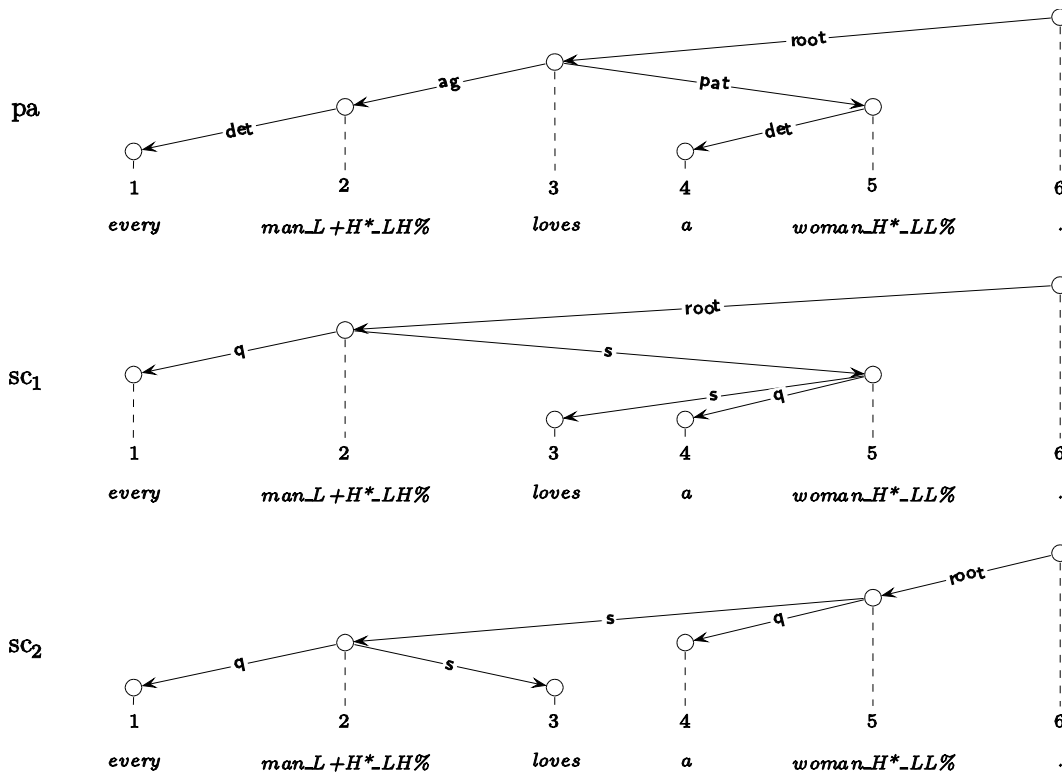 root
ag pat
pa
det det
1 2 3 4 5 6
every man_L+H*_LH% loves a woman_H*_LL% .
root
q s
sc1
s q
1 2 3 4 5 6
every man_L+H*_LH% loves a woman_H*_LL% .
root
s q
sc2
q s
1 2 3 4 5 6
every man_L+H*_LH% loves a woman_H*_LL% .